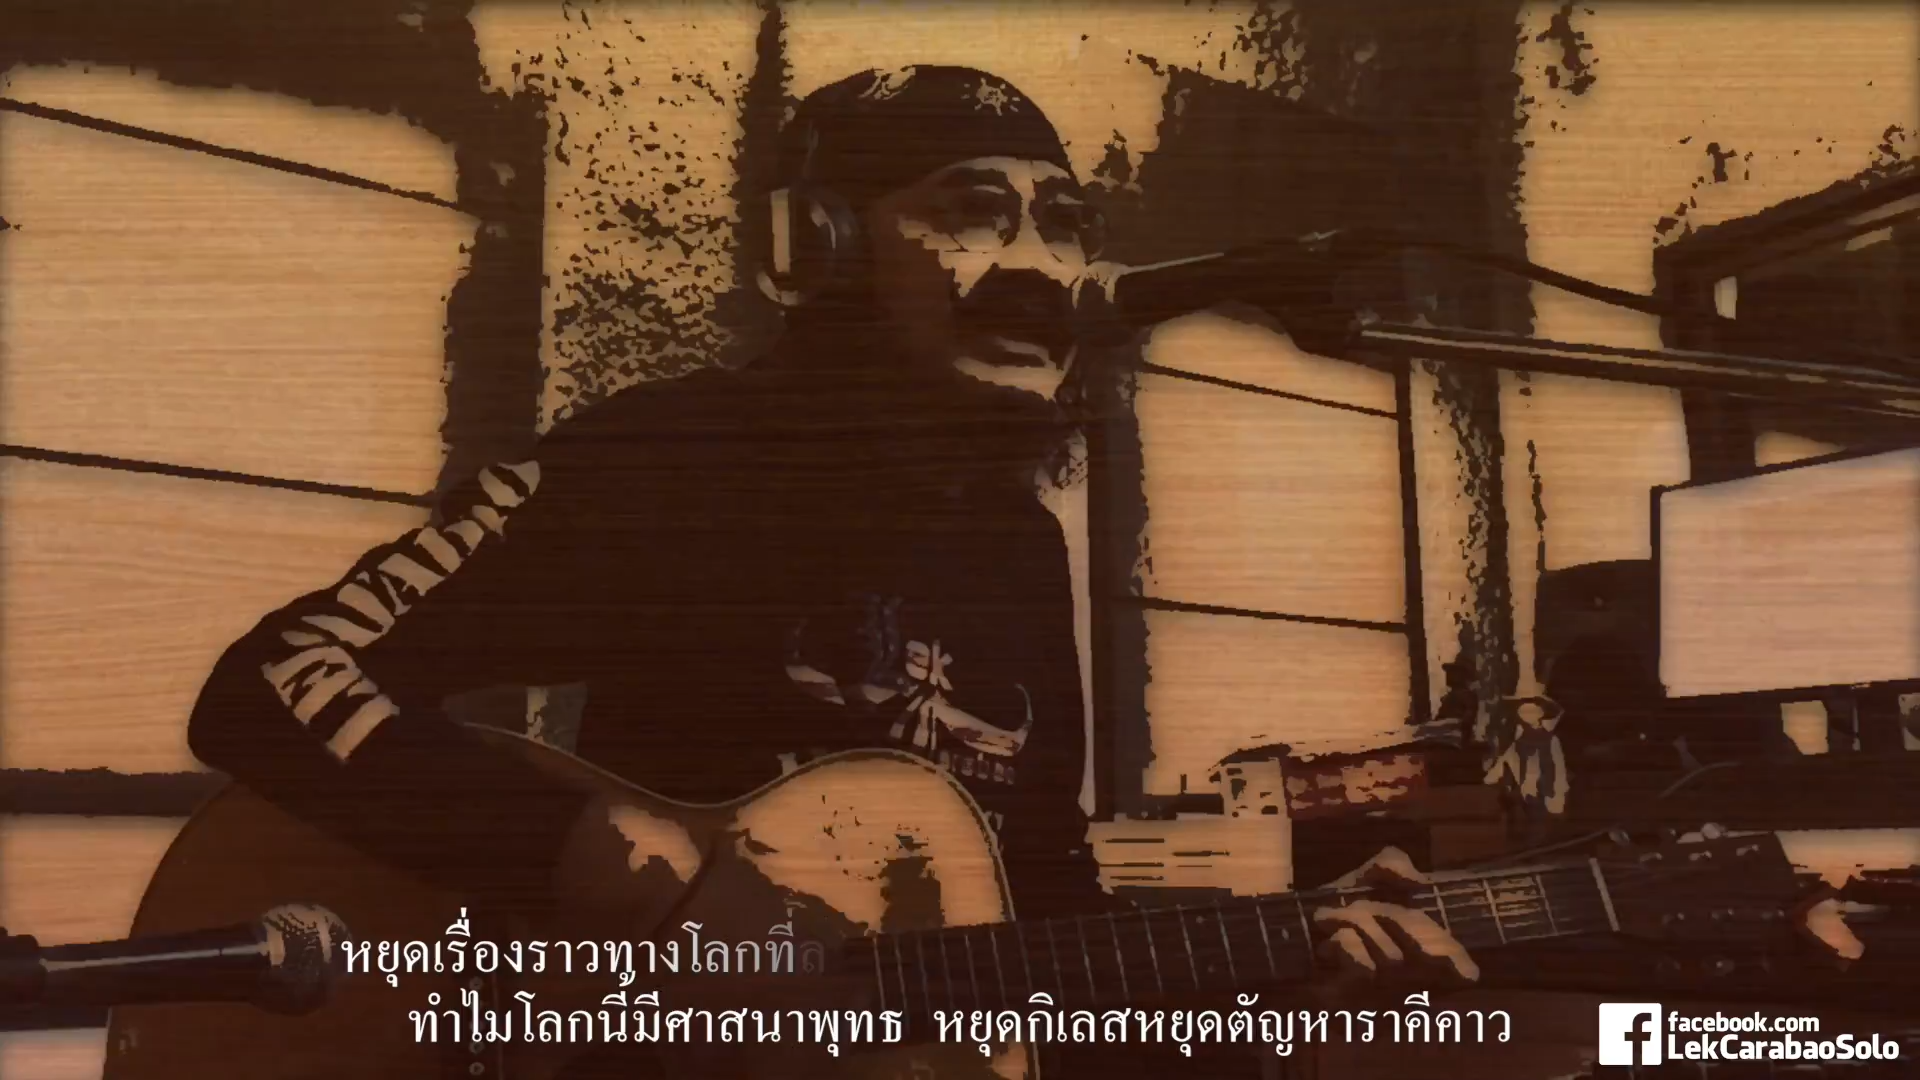 หยุดเรื่องราวทางโลกที่
ทำไมโลกนี้มีศาสนาพุทธ หยุดกิเลสหยุดตัญหาราคีคาว
facebook.com
LekCarabaoSolo